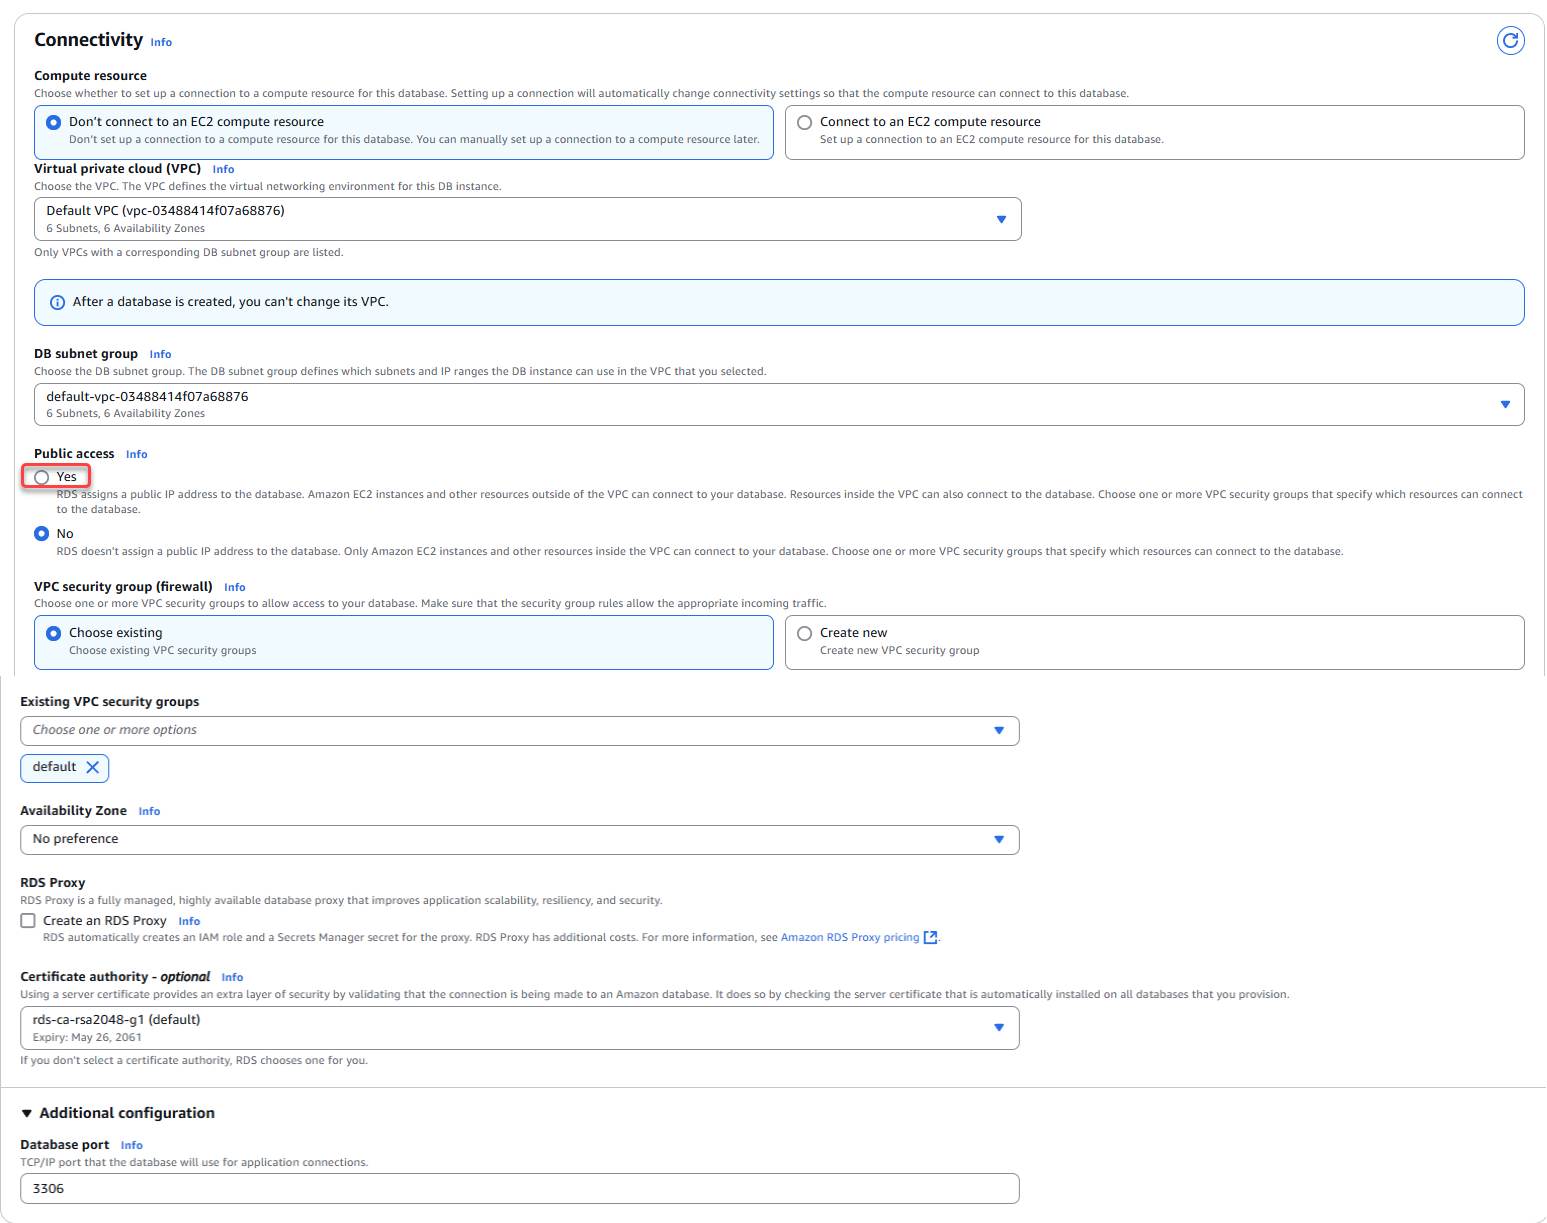 Connectivity Info
Compute resource
Choose whether to set up a connection to a compute resource for this database. Setting up a connection will automatically change connectivity settings so that the compute resource can connect to this database.
Don't connect to an EC2 compute resource
Don't set up a connection to a compute resource for this database. You can manually set up a connection to a compute resource later.
Connect to an EC2 compute resource
Set up a connection to an EC2 compute resource for this database.
Virtual private cloud (VPC) Info
Choose the VPC. The VPC defines the virtual networking environment for this DB instance.
Default VPC (vpc-03488414f07a68876)
6 Subnets, 6 Availability Zones
Only VPCs with a corresponding DB subnet group are listed.
After a database is created, you can't change its VPC.
DB subnet group Info
Choose the DB subnet group. The DB subnet group defines which subnets and IP ranges the DB instance can use in the VPC that you selected.
default-vpc-03488414f07a68876
6 Subnets, 6 Availability Zones
Public access Info
Yes
RDS assigns a public IP address to the database. Amazon EC2 instances and other resources outside of the VPC can connect to your database. Resources inside the VPC can also connect to the database. Choose one or more VPC security groups that specify which resources can connect
to the database.
No
RDS doesn't assign a public IP address to the database. Only Amazon EC2 instances and other resources inside the VPC can connect to your database. Choose one or more VPC security groups that specify which resources can connect to the database.
VPC security group (firewall) Info
Choose one or more VPC security groups to allow access to your database. Make sure that the security group rules allow the appropriate incoming traffic.
Choose existing
Choose existing VPC security groups
Create new
Create new VPC security group
Existing VPC security groups
Choose one or more options
default
Availability Zone Info
No preference
RDS Proxy
RDS Proxy is a fully managed, highly available database proxy that improves application scalability, resiliency, and security.
Create an RDS Proxy Info
RDS automatically creates an IAM role and a Secrets Manager secret for the proxy. RDS Proxy has additional costs. For more information, see Amazon RDS Proxy pricing.
Certificate authority - optional Info
Using a server certificate provides an extra layer of security by validating that the connection is being made to an Amazon database. It does so by checking the server certificate that is automatically installed on all databases that you provision.
rds-ca-rsa2048-g1 (default)
Expiry: May 26, 2061
If you don't select a certificate authority, RDS chooses one for you.
Additional configuration
Database port Info
TCP/IP port that the database will use for application connections.
3306